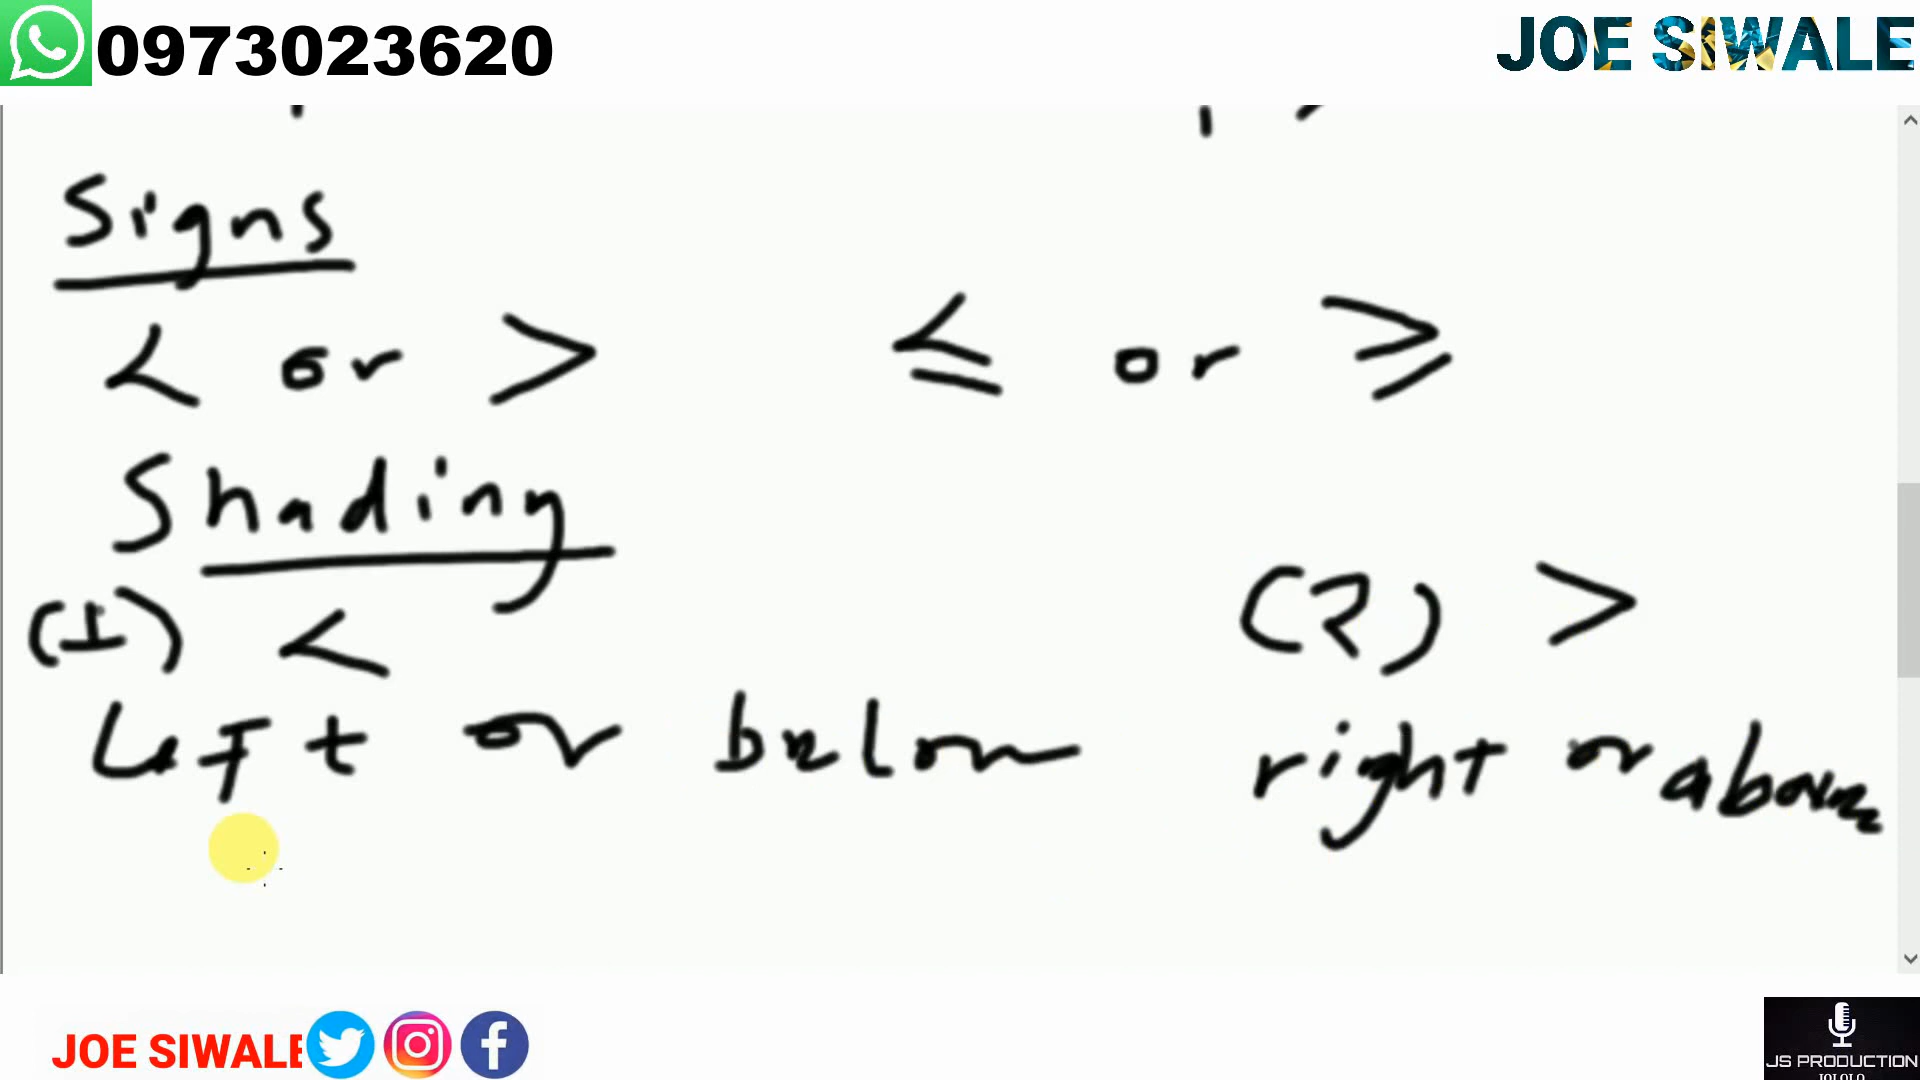 0973023620
JOE SIWALE
Signs
< or > ≤ or ≥
Shading
(1) < (2) >
Left or below right or above
JOE SIWALE
JS PRODUCTION